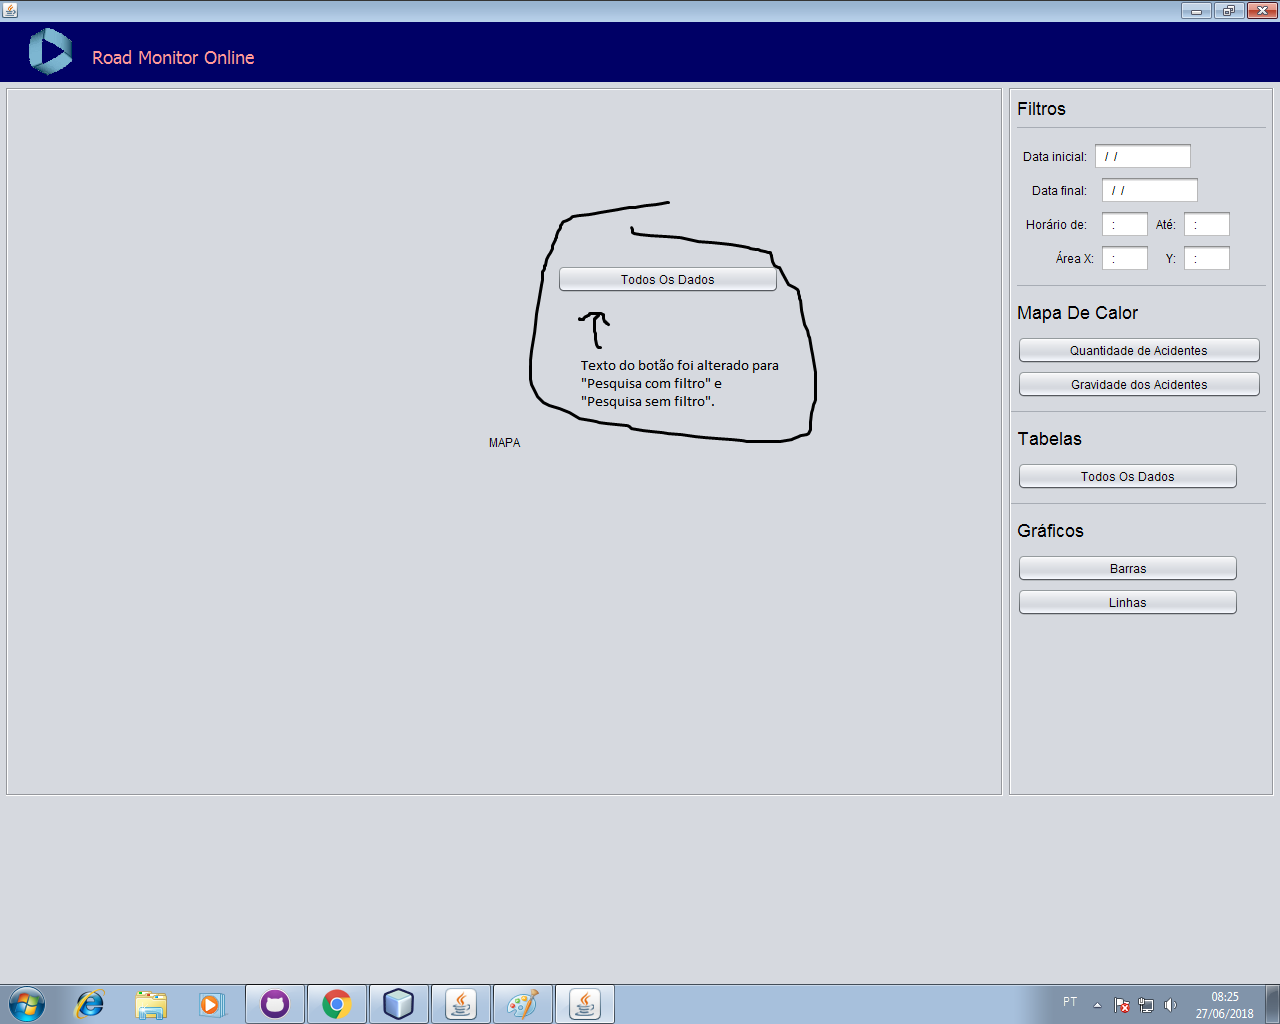 Road Monitor Online
Todos Os Dados
Texto do botão foi alterado para
"Pesquisa com filtro" e
"Pesquisa sem filtro".
MAPA
Filtros
Data inicial: / /
Data final: / /
Horário de: : Até: :
Área X: : Y: :
Mapa De Calor
Quantidade de Acidentes
Gravidade dos Acidentes
Tabelas
Todos Os Dados
Gráficos
Barras
Linhas
PT
08:25
27/06/2018